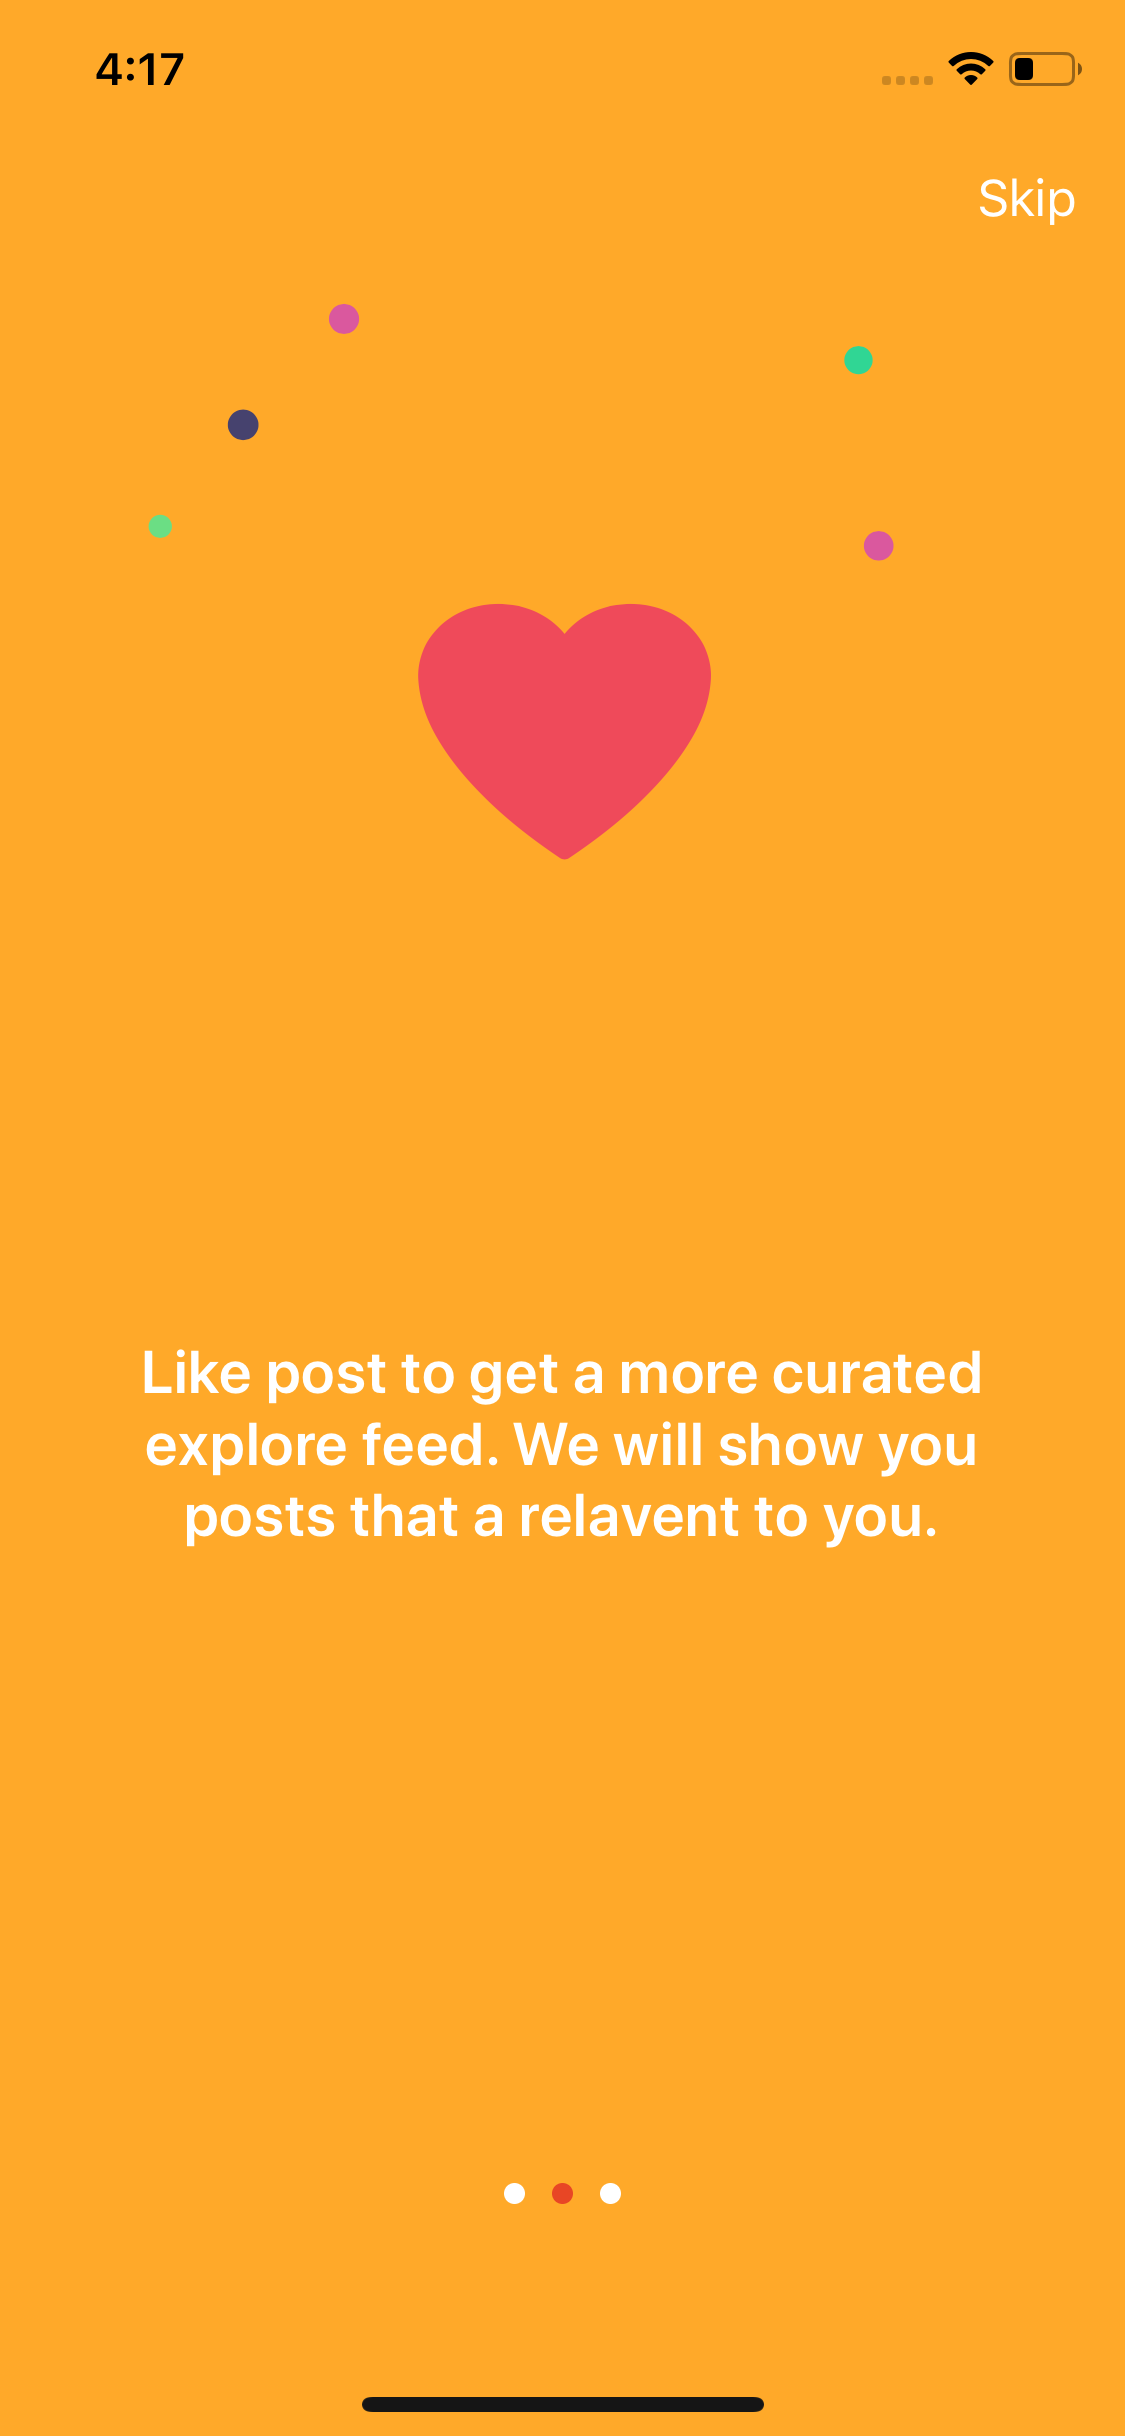 4:17
Skip
Like post to get a more curated
explore feed. We will show you
posts that a relavent to you.